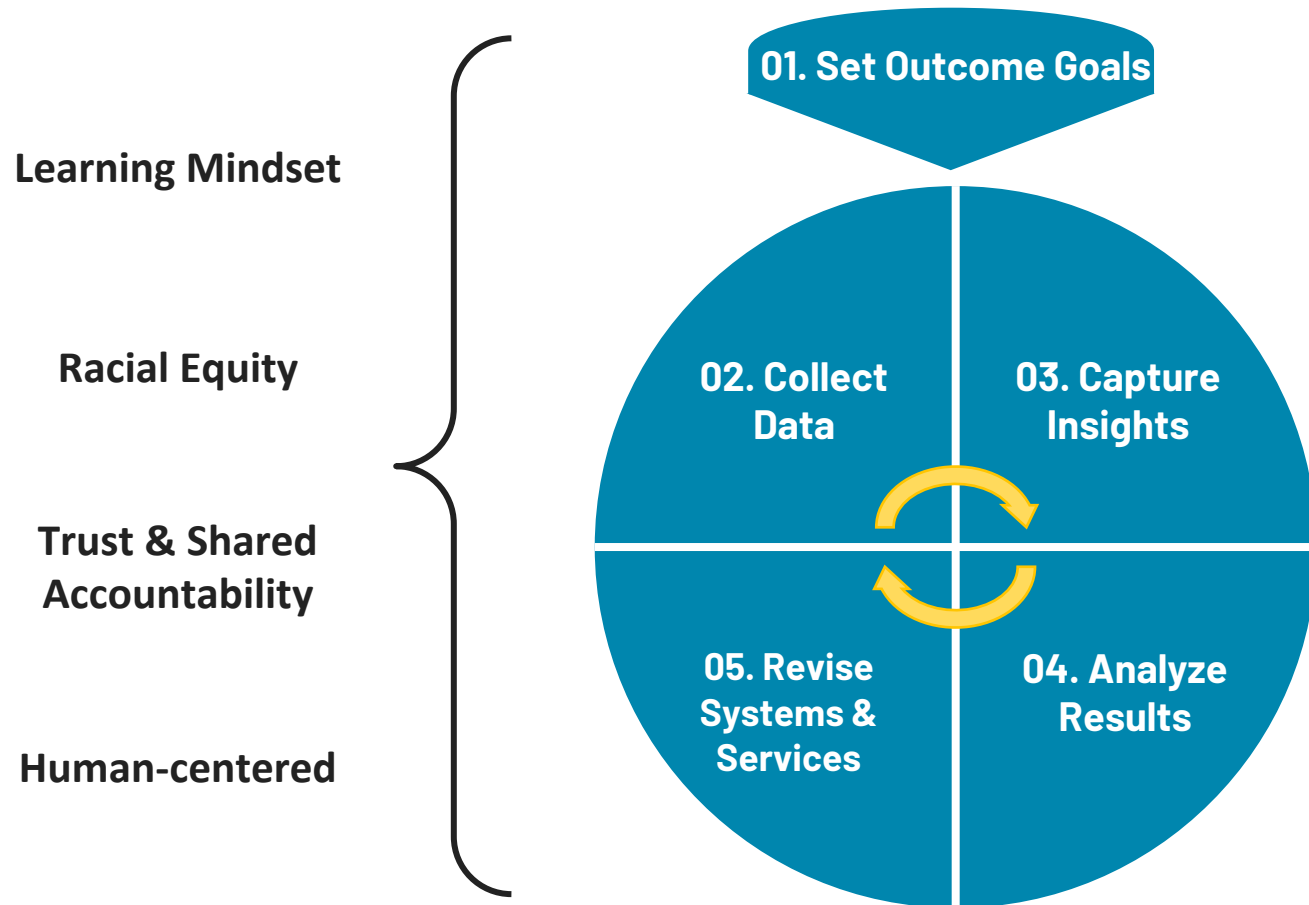 Learning Mindset
Racial Equity
Trust & Shared
Accountability
Human-centered
01. Set Outcome Goals
02. Collect
Data
03. Capture
Insights
04. Analyze
Results
05. Revise
Systems &
Services